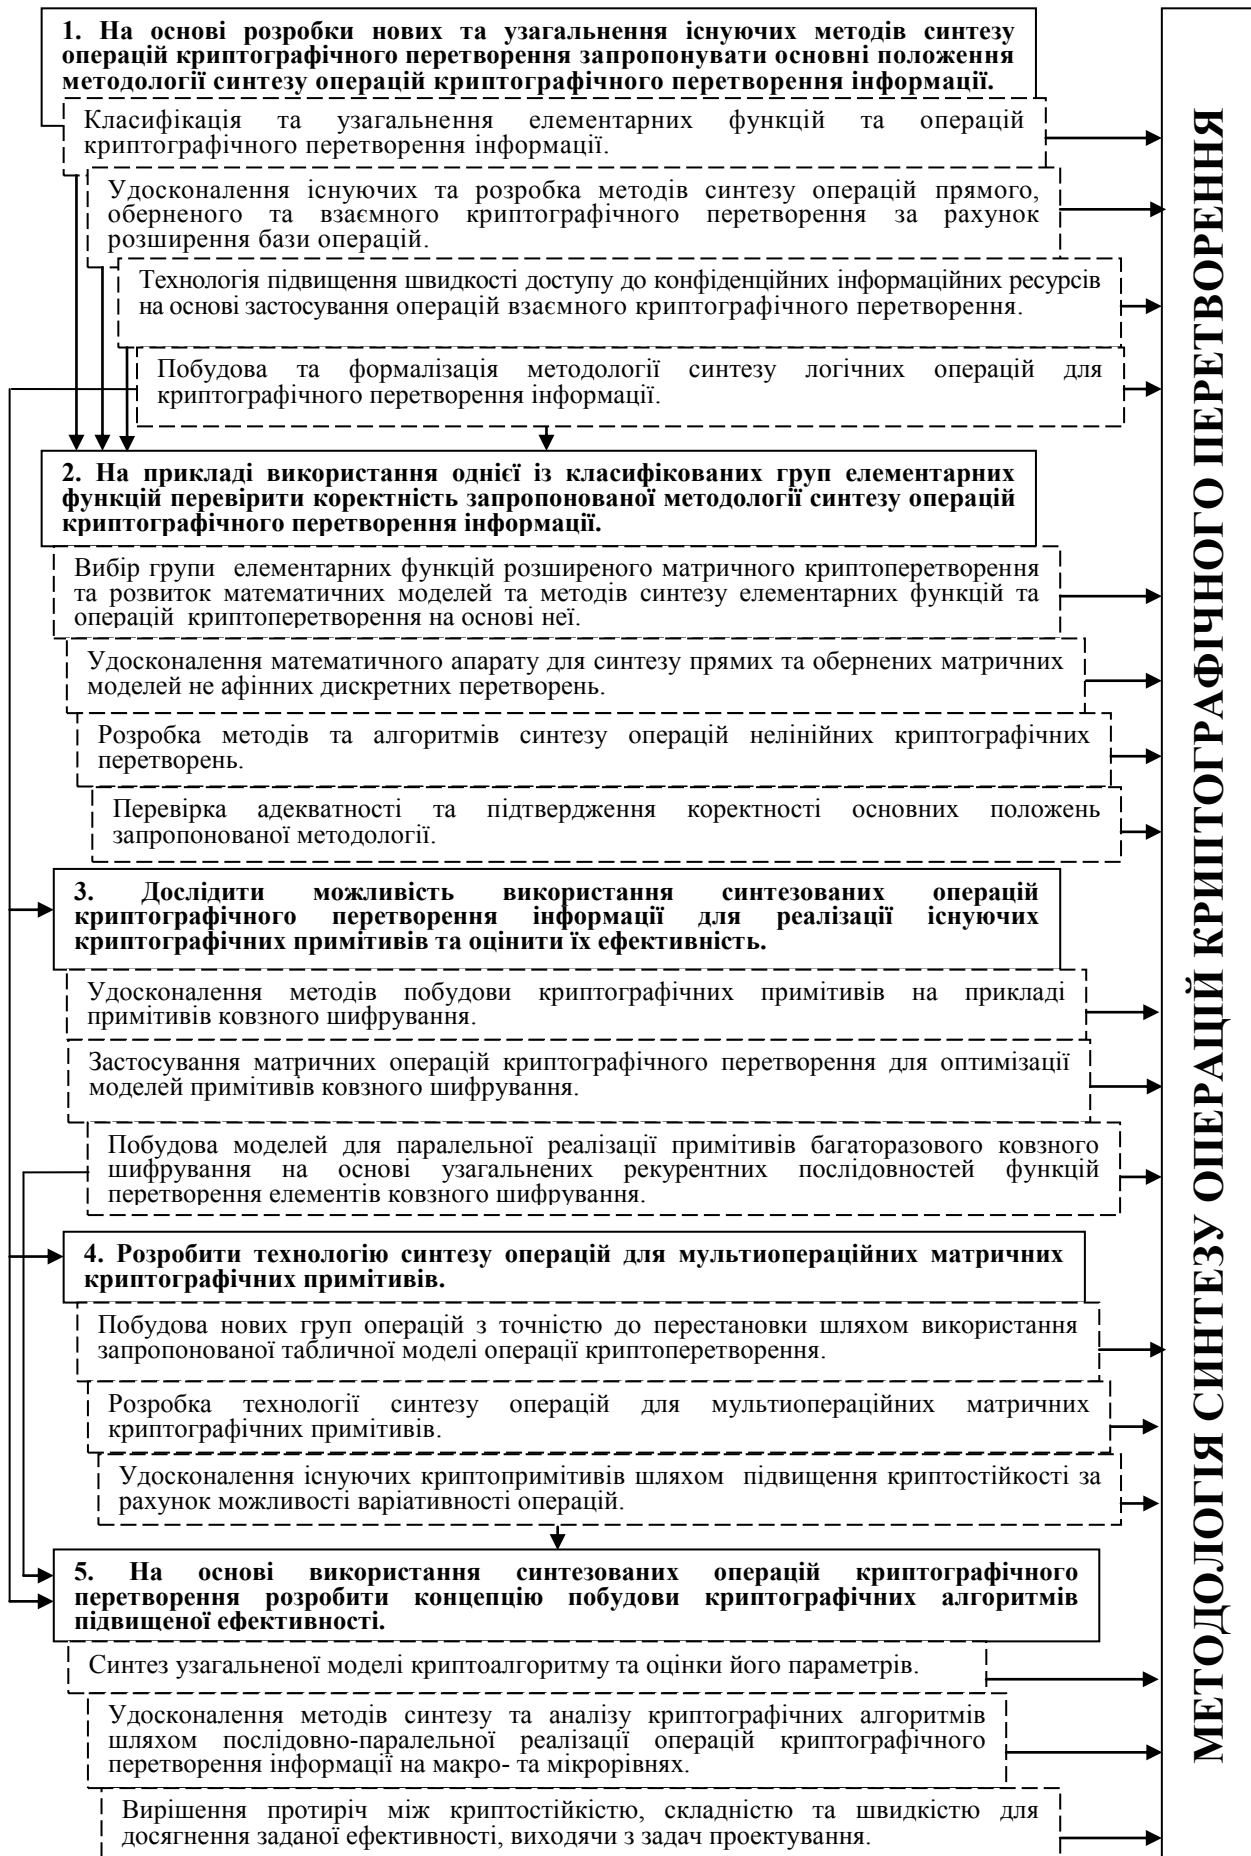 1. На основі розробки нових та узагальнення існуючих методів синтезу
операцій криптографічного перетворення запропонувати основні положення
методології синтезу операцій криптографічного перетворення інформації.
Класифікація та узагальнення елементарних функцій та операцій
криптографічного перетворення інформації.
Удосконалення існуючих та розробка методів синтезу операцій прямого,
оберненого та взаємного криптографічного перетворення за рахунок
розширення бази операцій.
Технологія підвищення швидкості доступу до конфіденційних інформаційних ресурсів
на основі застосування операцій взаємного криптографічного перетворення.
Побудова та формалізація методології синтезу логічних операцій для
криптографічного перетворення інформації.
2. На прикладі використання однієї із класифікованих груп елементарних
функцій перевірити коректність запропонованої методології синтезу операцій
криптографічного перетворення інформації.
Вибір групи елементарних функцій розширеного матричного криптоперетворення
та розвиток математичних моделей та методів синтезу елементарних функцій та
операцій криптоперетворення на основі неї.
Удосконалення математичного апарату для синтезу прямих та обернених матричних
моделей не афінних дискретних перетворень.
Розробка методів та алгоритмів синтезу операцій нелінійних криптографічних
перетворень.
Перевірка адекватності та підтвердження коректності основних положень
запропонованої методології.
3. Дослідити можливість використання синтезованих операцій
криптографічного перетворення інформації для реалізації існуючих
криптографічних примітивів та оцінити їх ефективність.
Удосконалення методів побудови криптографічних примітивів на прикладі
примітивів ковзного шифрування.
Застосування матричних операцій криптографічного перетворення для оптимізації
моделей примітивів ковзного шифрування.
Побудова моделей для паралельної реалізації примітивів багаторазового ковзного
шифрування на основі узагальнених рекурентних послідовностей функцій
перетворення елементів ковзного шифрування.
4. Розробити технологію синтезу операцій для мультиопераційних матричних
криптографічних примітивів.
Побудова нових груп операцій з точністю до перестановки шляхом використання
запропонованої табличної моделі операції криптоперетворення.
Розробка технології синтезу операцій для мультиопераційних матричних
криптографічних примітивів.
Удосконалення існуючих криптопримітивів шляхом підвищення криптостійкості за
рахунок можливості варіативності операцій.
5. На основі використання синтезованих операцій криптографічного
перетворення розробити концепцію побудови криптографічних алгоритмів
підвищеної ефективності.
Синтез узагальненої моделі криптоалгоритму та оцінки його параметрів.
Удосконалення методів синтезу та аналізу криптографічних алгоритмів
шляхом послідовно-паралельної реалізації операцій криптографічного
перетворення інформації на макро- та мікрорівнях.
Вирішення протиріч між криптостійкістю, складністю та швидкістю для
досягнення заданої ефективності, виходячи з задач проектування.
МЕТОДОЛОГІЯ СИНТЕЗУ ОПЕРАЦІЙ КРИПТОГРАФІЧНОГО ПЕРЕТВОРЕННЯ